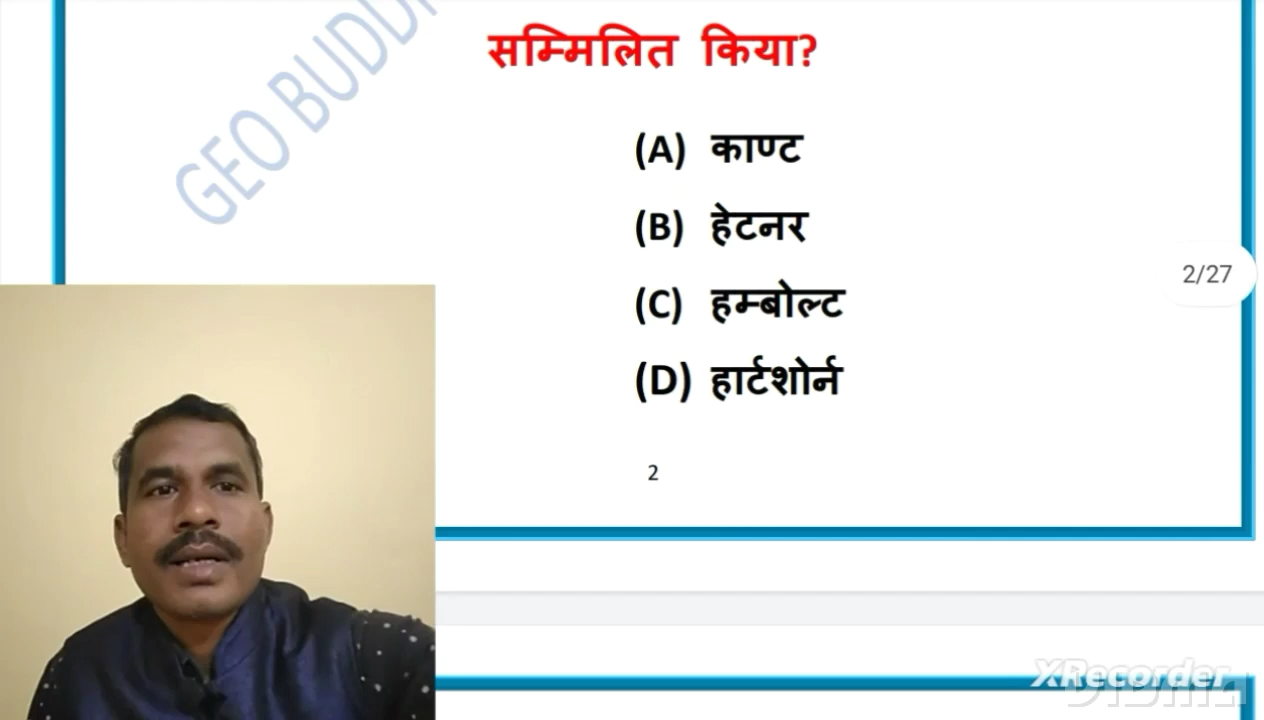 सम्मिलित किया?
GEO BUDD
(A) काण्ट
(B) हेटनर
2/27
(C) हम्बोल्ट
(D) हार्टशोर्न
2
XRecorder